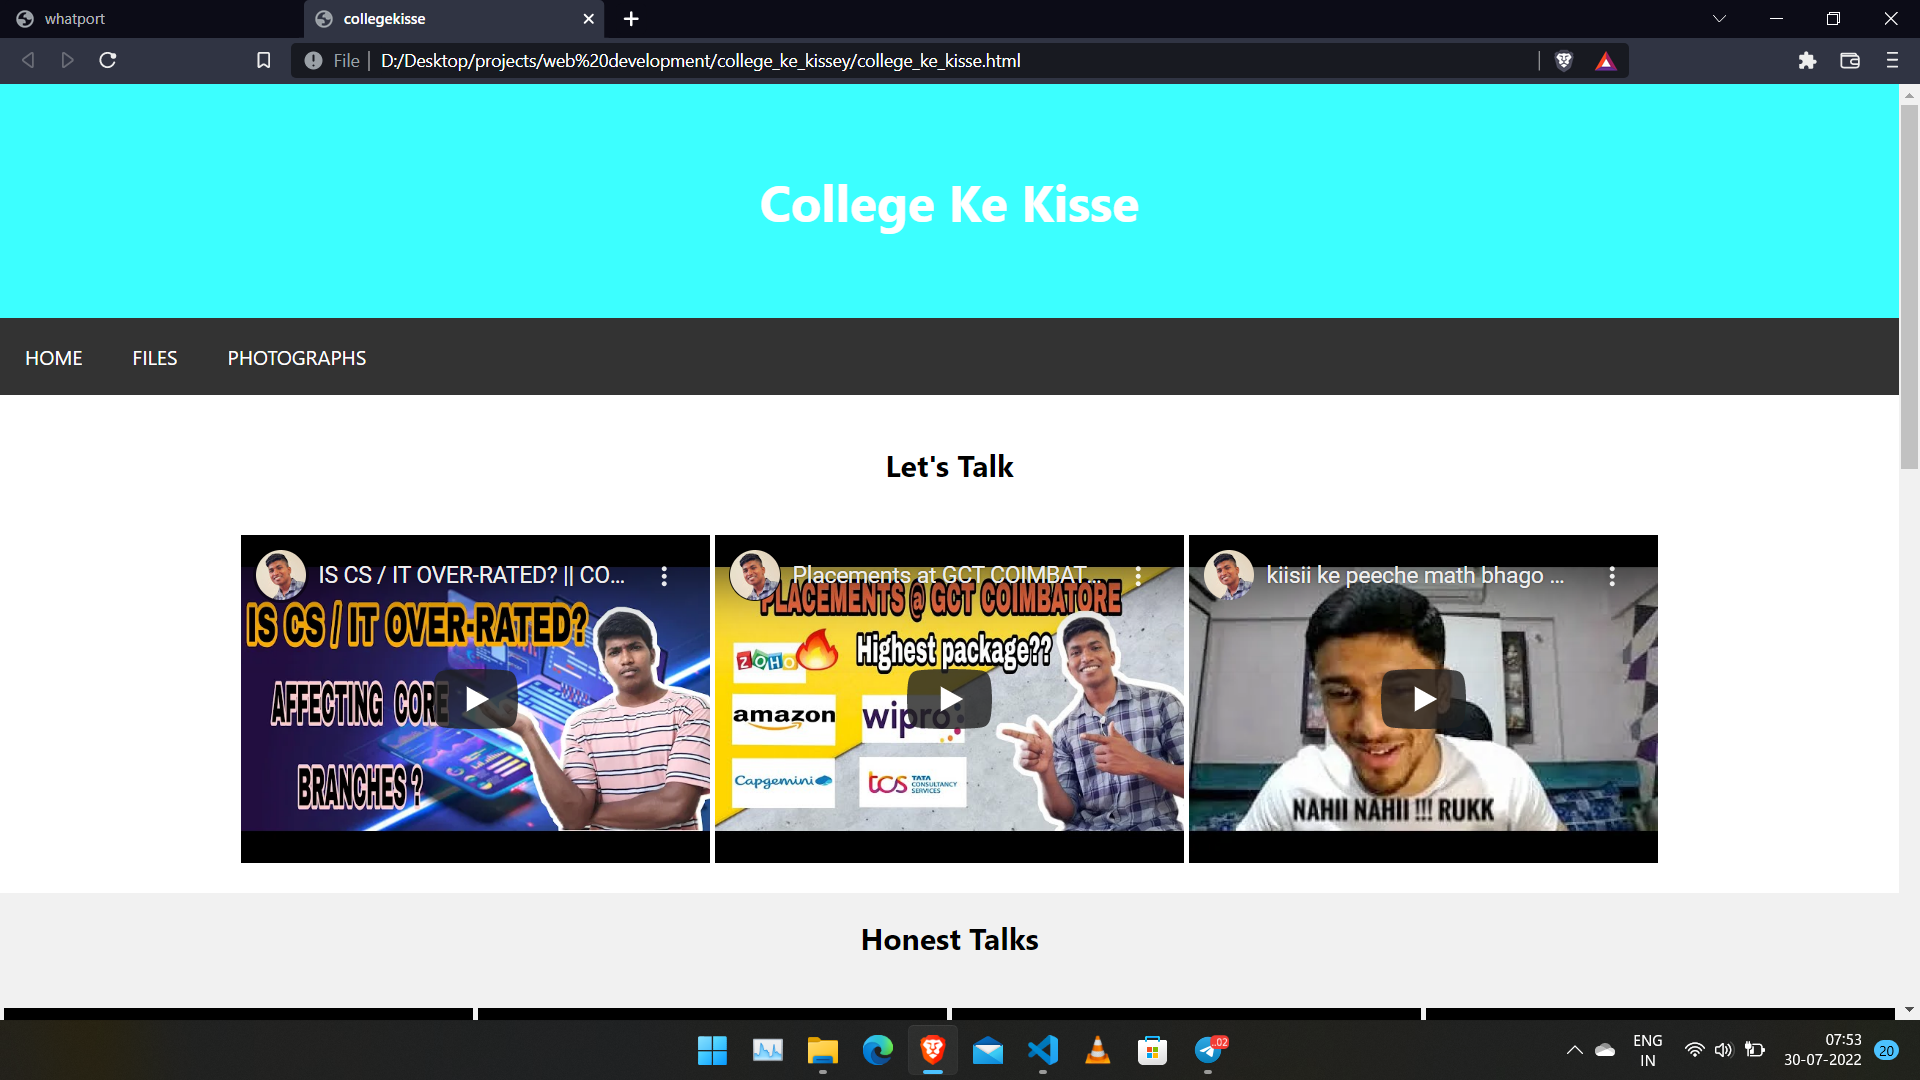 whatport
collegekisse
File
D:/Desktop/projects/web%20development/college_ke_kissey/college_ke_kisse.html
College Ke Kisse
HOME
FILES
PHOTOGRAPHS
Let's Talk
IS CS / IT OVER-RATED? || CO...
IS CS / IT OVER-RATED?
AFFECTING CORE
BRANCHES ?
Placements at GCT COIMBAT...
PLACEMENTS @ GCT COIMBATORE
Highest package??
ZOHO
amazon
wipro
Capgemini
tcs TATA
CONSULTANCY
SERVICES
kiisii ke peeche math bhago ...
NAHII NAHII !!! RUKK
Honest Talks
..02
ENG
IN
07:53
30-07-2022
20